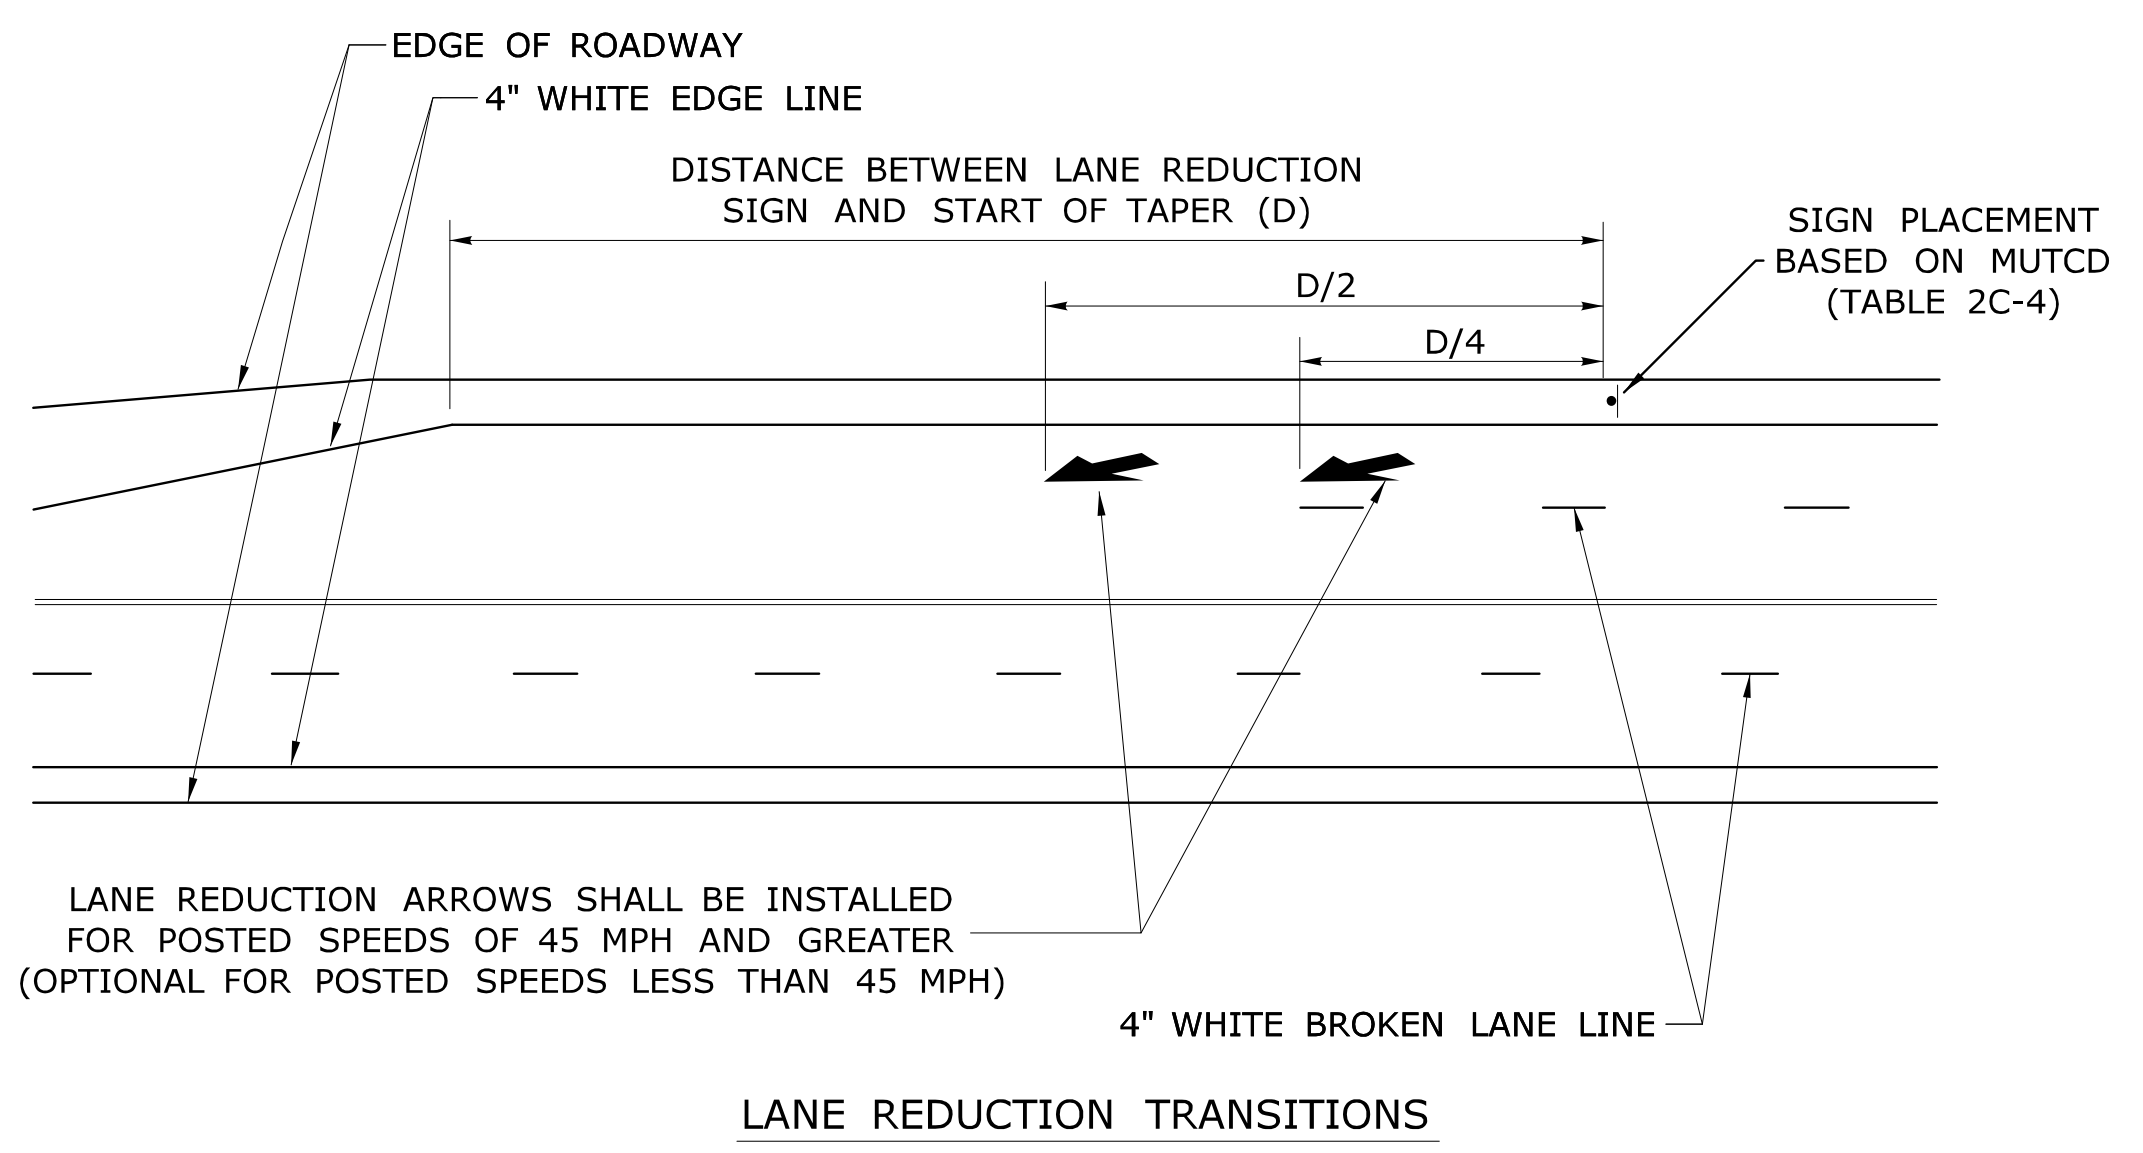 EDGE OF ROADWAY
4" WHITE EDGE LINE
DISTANCE BETWEEN LANE REDUCTION
SIGN AND START OF TAPER (D)
SIGN PLACEMENT
BASED ON MUTCD
(TABLE 2C-4)
D/2
D/4
LANE REDUCTION ARROWS SHALL BE INSTALLED
FOR POSTED SPEEDS OF 45 MPH AND GREATER
(OPTIONAL FOR POSTED SPEEDS LESS THAN 45 MPH)
4" WHITE BROKEN LANE LINE
LANE REDUCTION TRANSITIONS